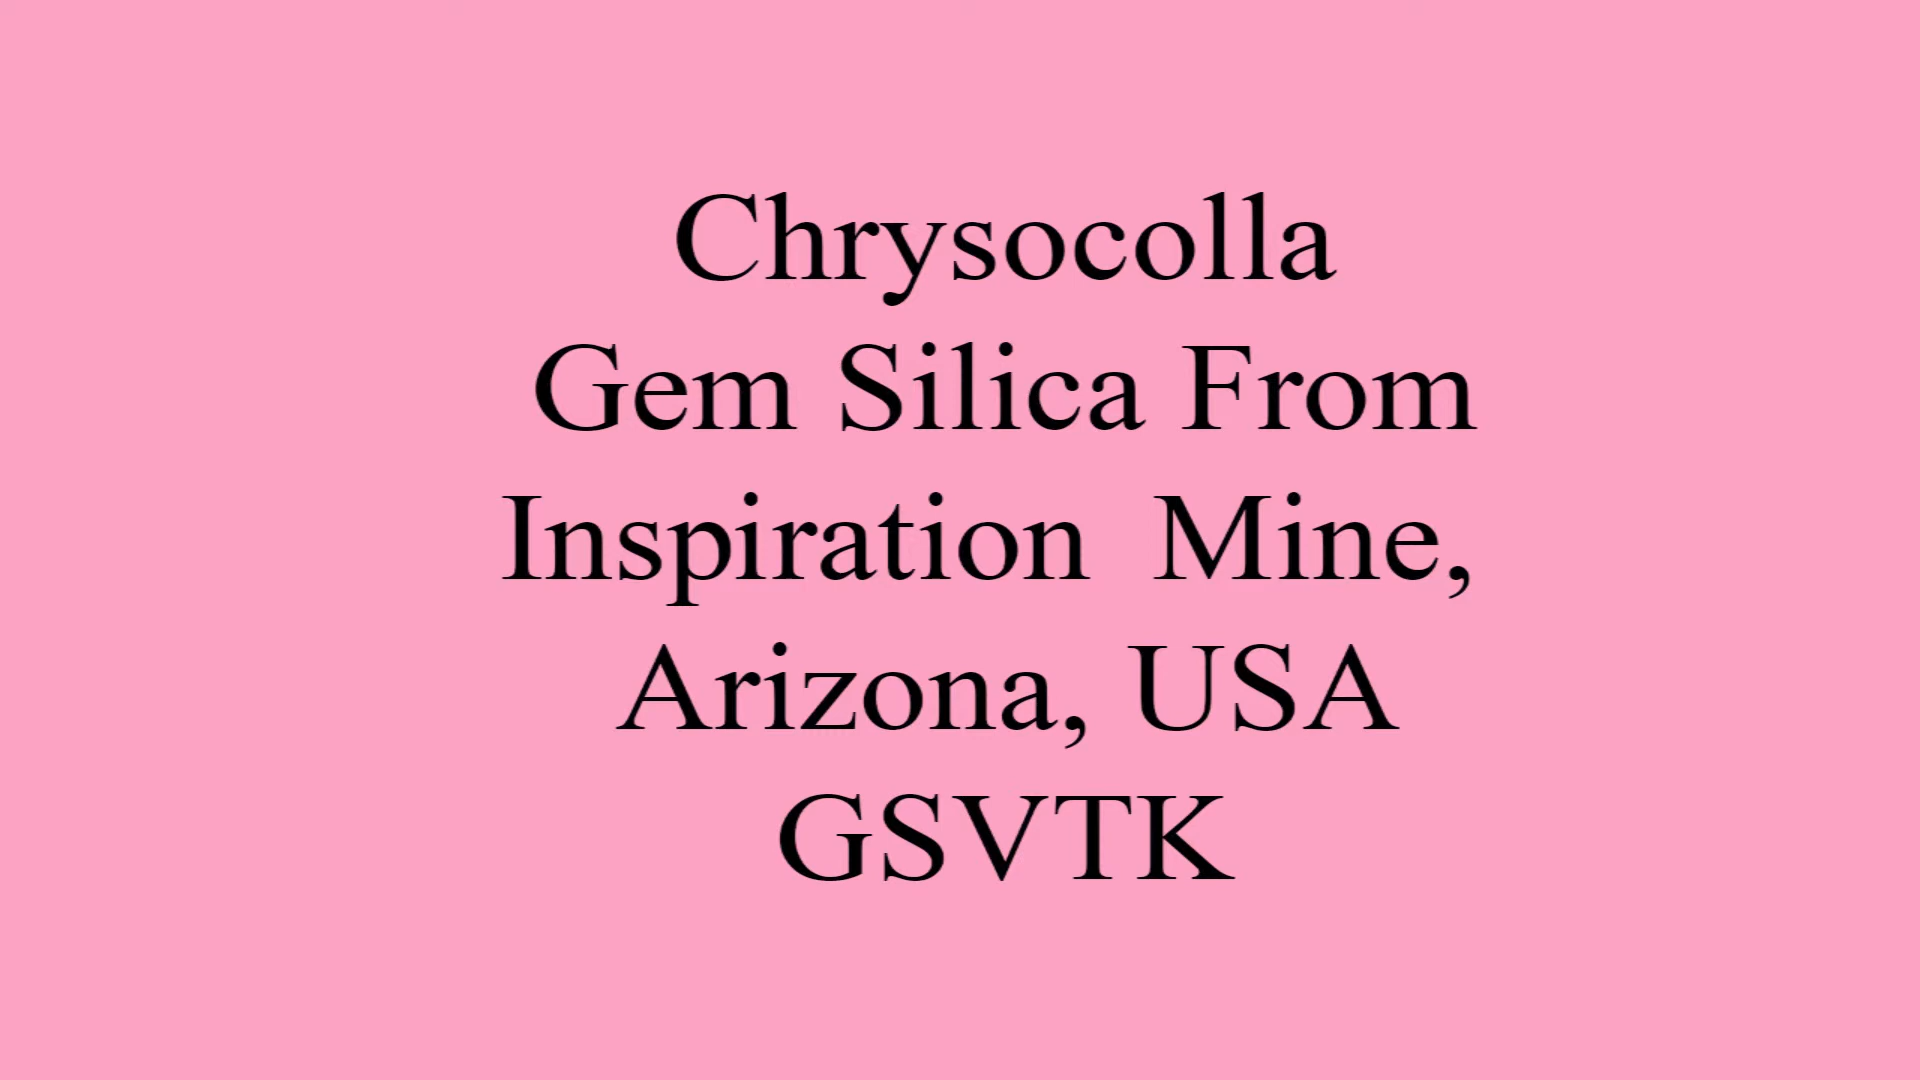 Chrysocolla
Gem Silica From
Inspiration  Mine,
Arizona, USA
GSVTK